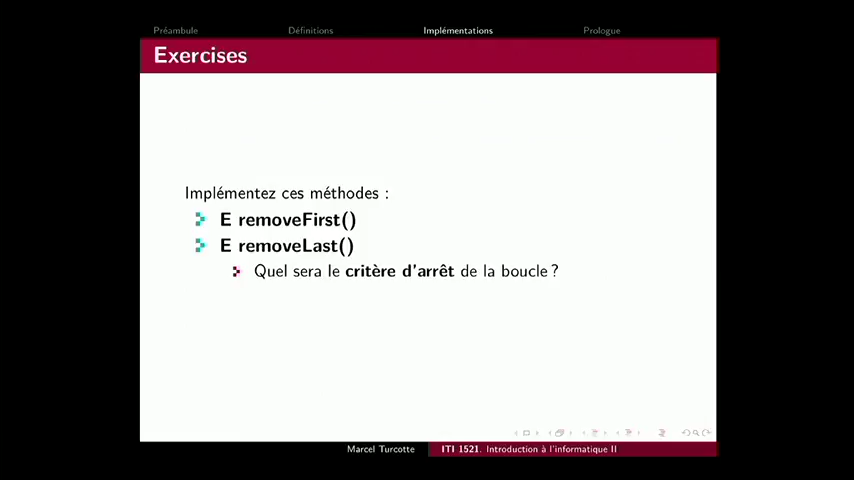 Préambule Définitions Implémentations Prologue
Exercises
Implémentez ces méthodes :
E removeFirst()
E removeLast()
Quel sera le critère d'arrêt de la boucle ?
Marcel Turcotte ITI 1521. Introduction à l'informatique II